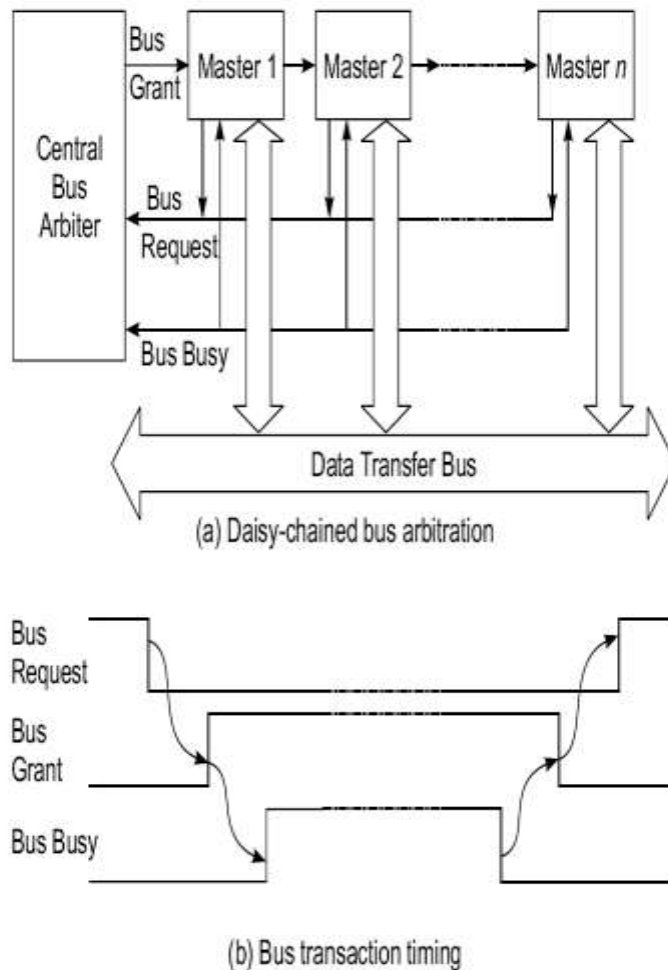 Bus
Grant
Master 1
Master 2
Master n
Central
Bus
Arbiter
Bus
Request
Bus Busy
Data Transfer Bus
(a) Daisy-chained bus arbitration
Bus
Request
Bus
Grant
Bus Busy
(b) Bus transaction timing